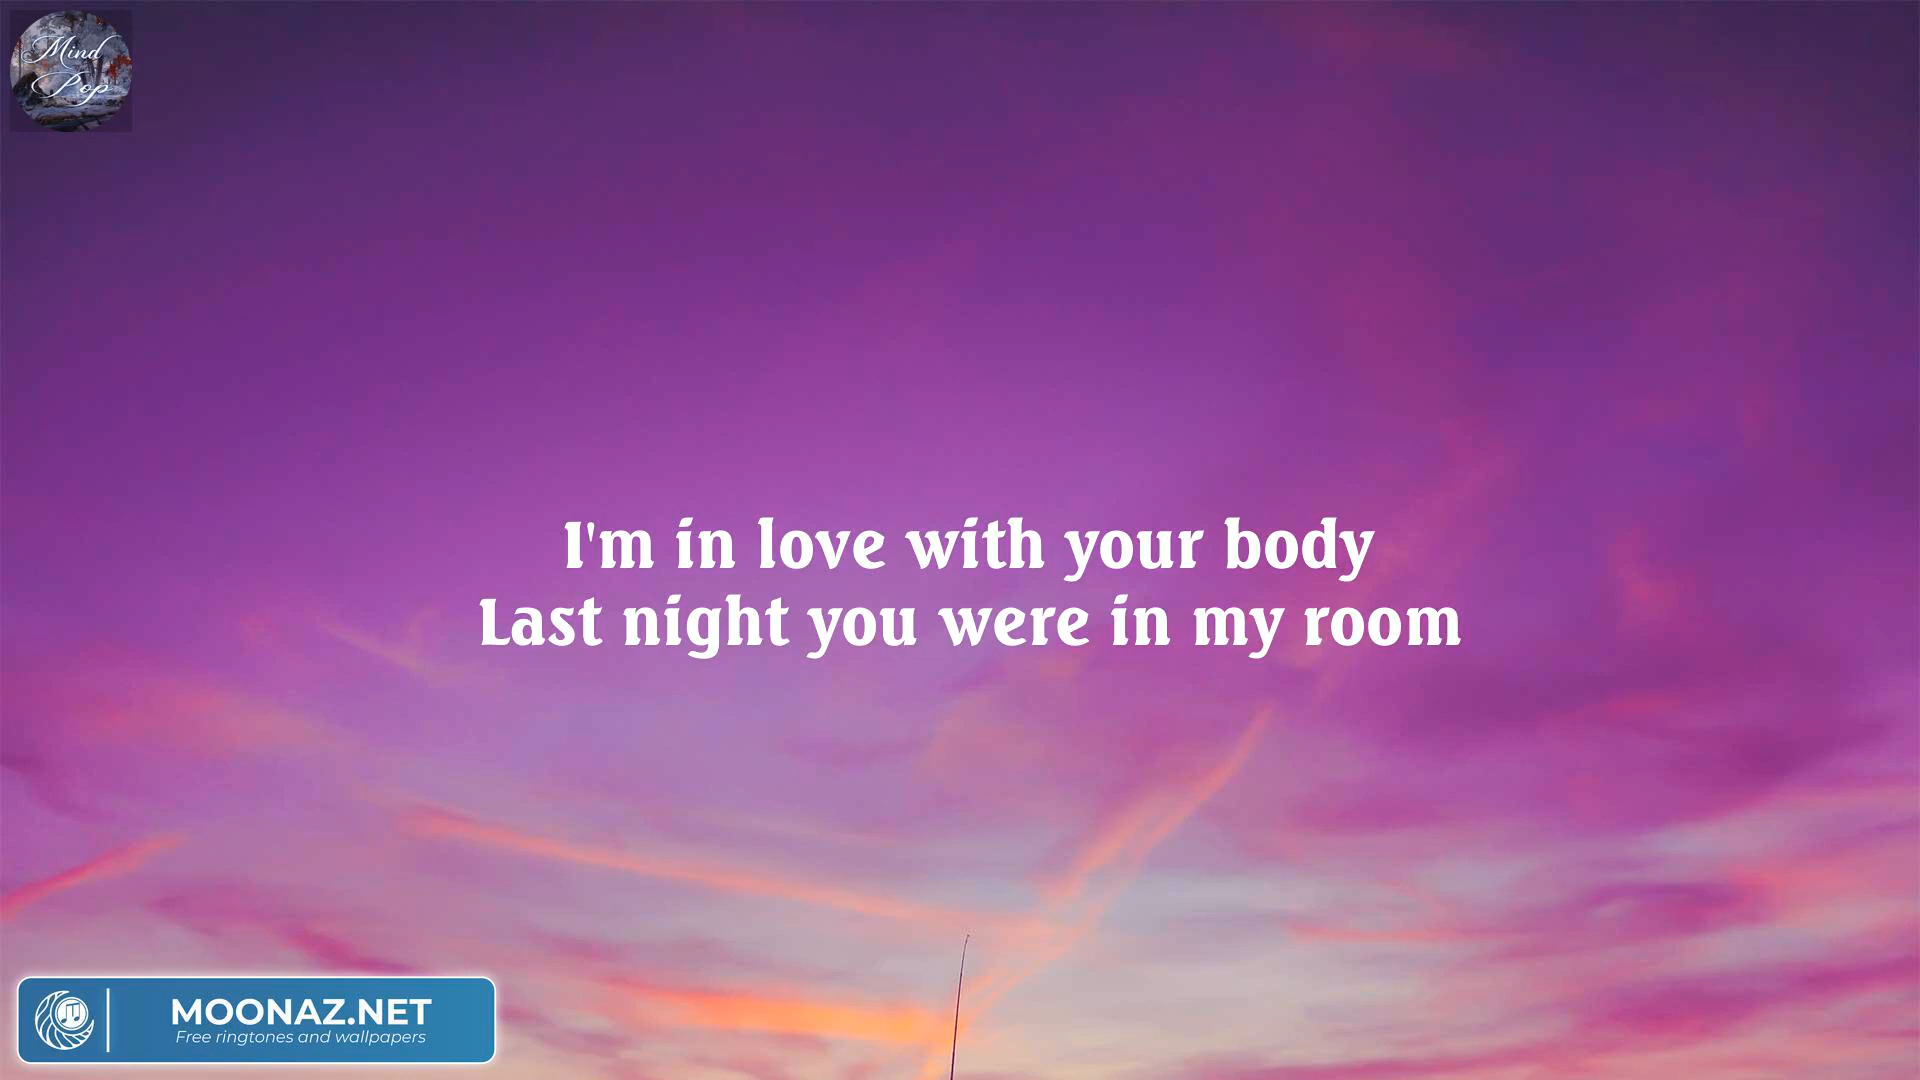 Mind
Pop
I'm in love with your body
Last night you were in my room
MOONAZ.NET
Free ringtones and wallpapers